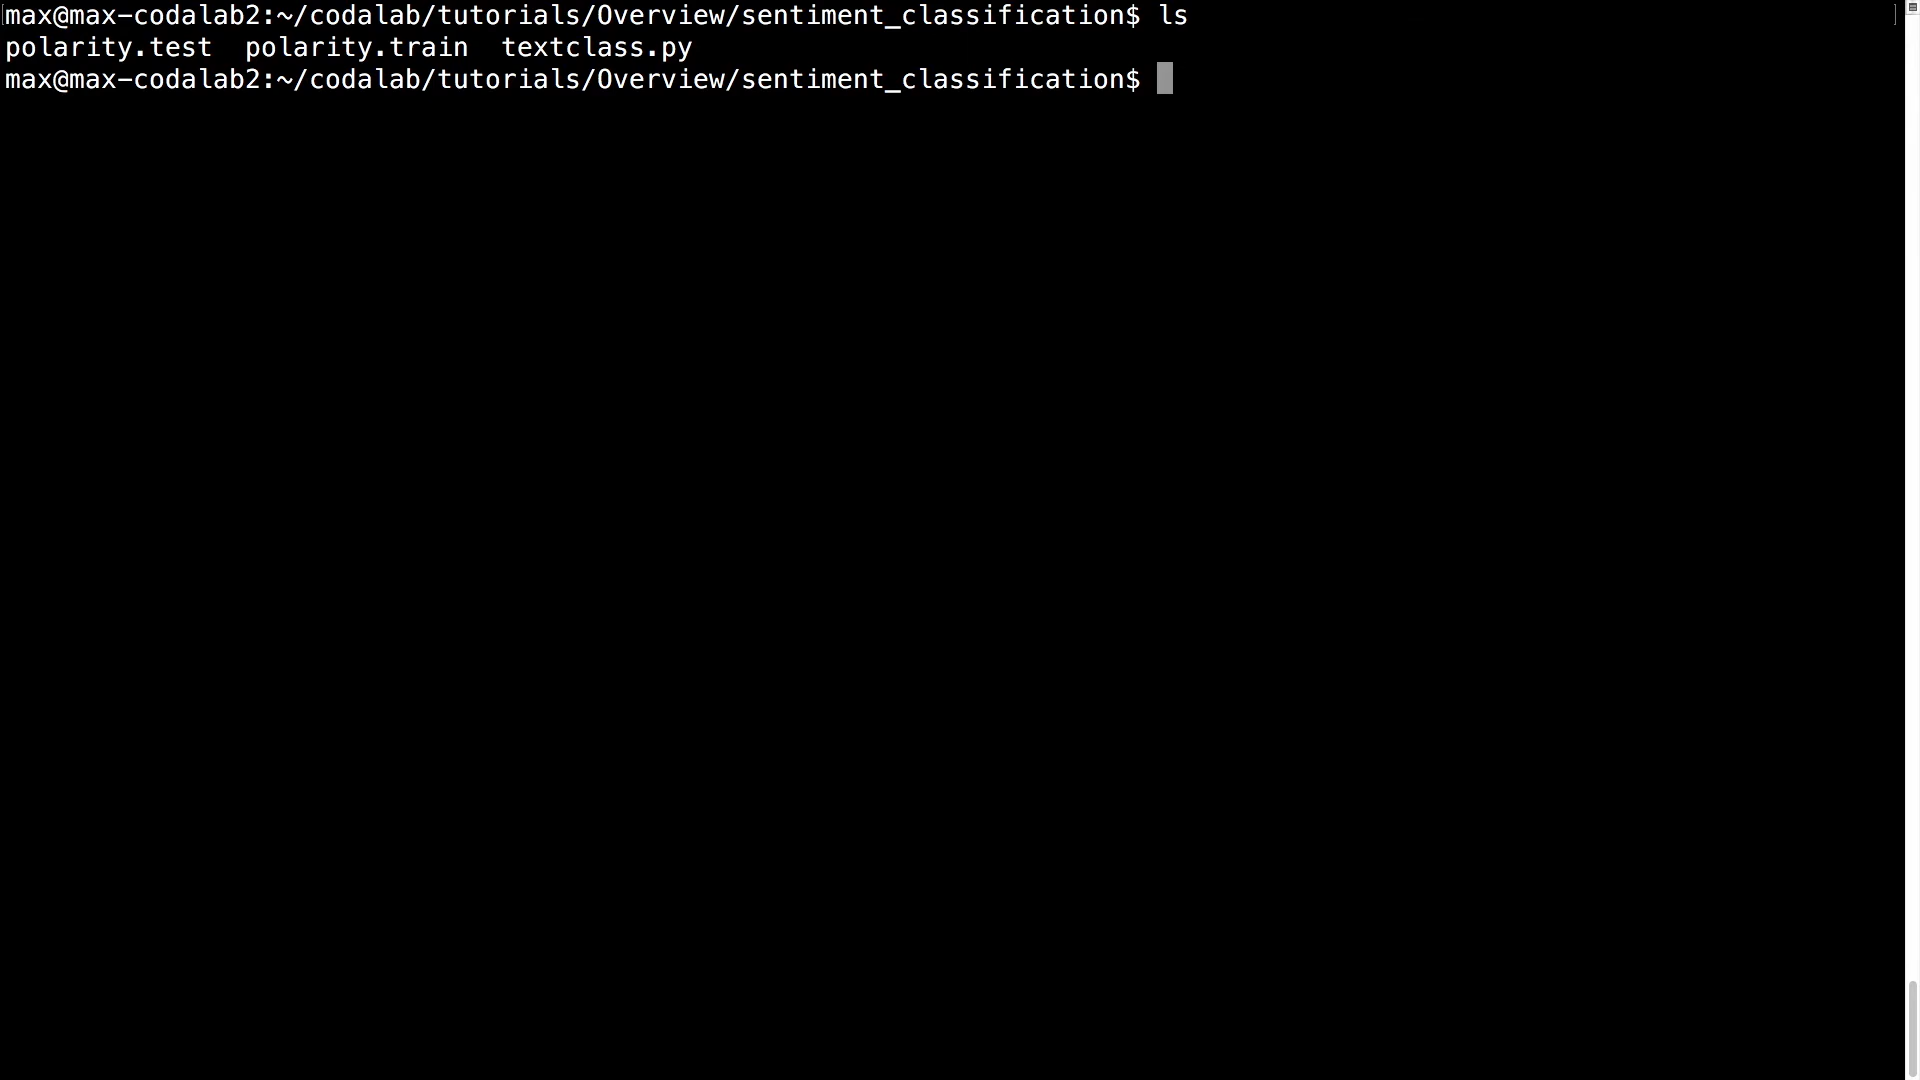 max@max-codalab2:~/codalab/tutorials/Overview/sentiment_classification$ ls
polarity.test  polarity.train  textclass.py
max@max-codalab2:~/codalab/tutorials/Overview/sentiment_classification$